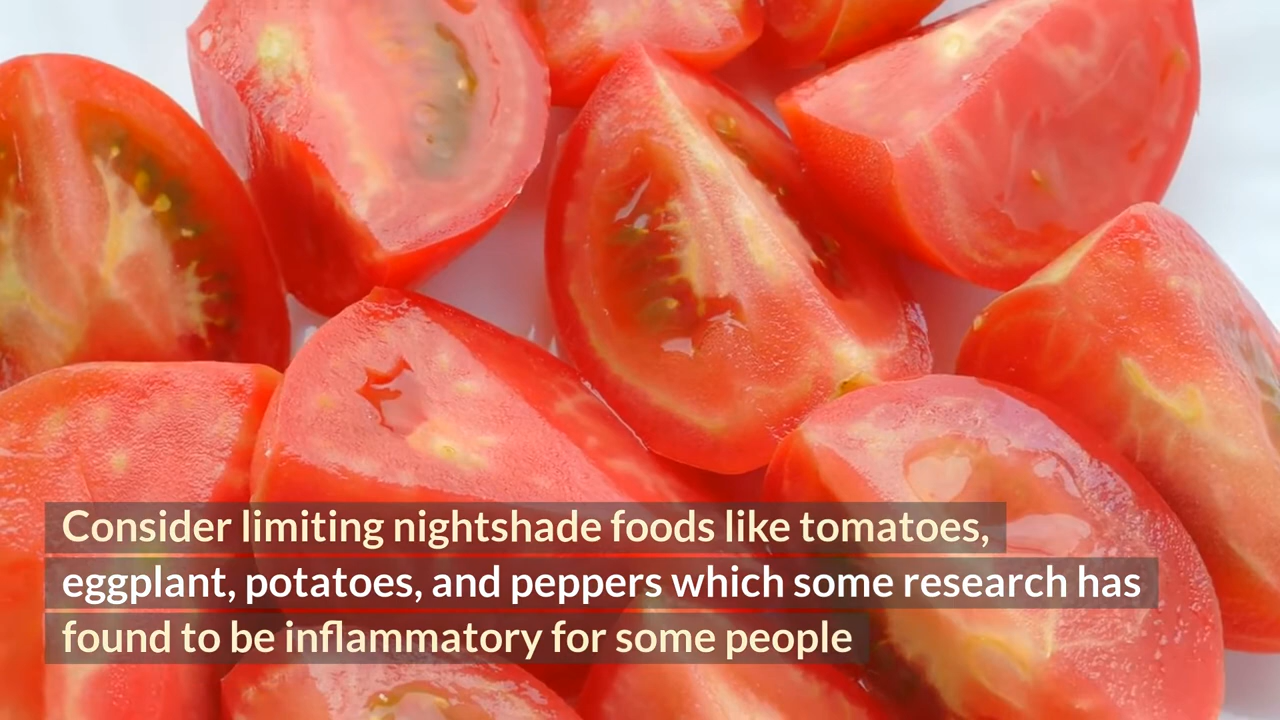 Consider limiting nightshade foods like tomatoes,
eggplant, potatoes, and peppers which some research has
found to be inflammatory for some people